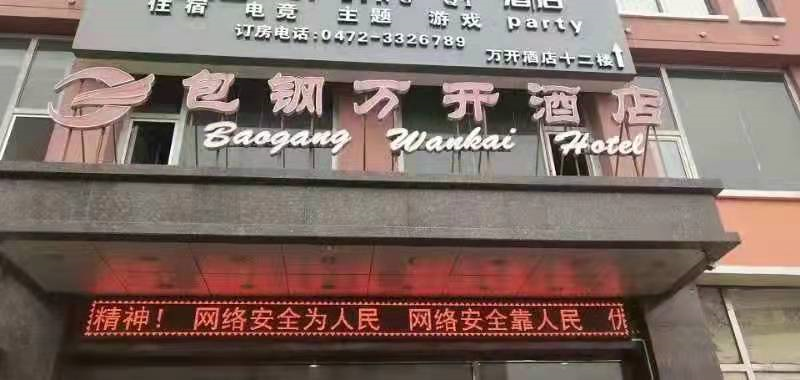 酒店
住宿 电竞 主题 游戏 party
订房电话:0472-3326789
万开酒店十二楼↑
包钢万开酒店
Baogang Wankai Hotel
精神! 网络安全为人民 网络安全靠人民